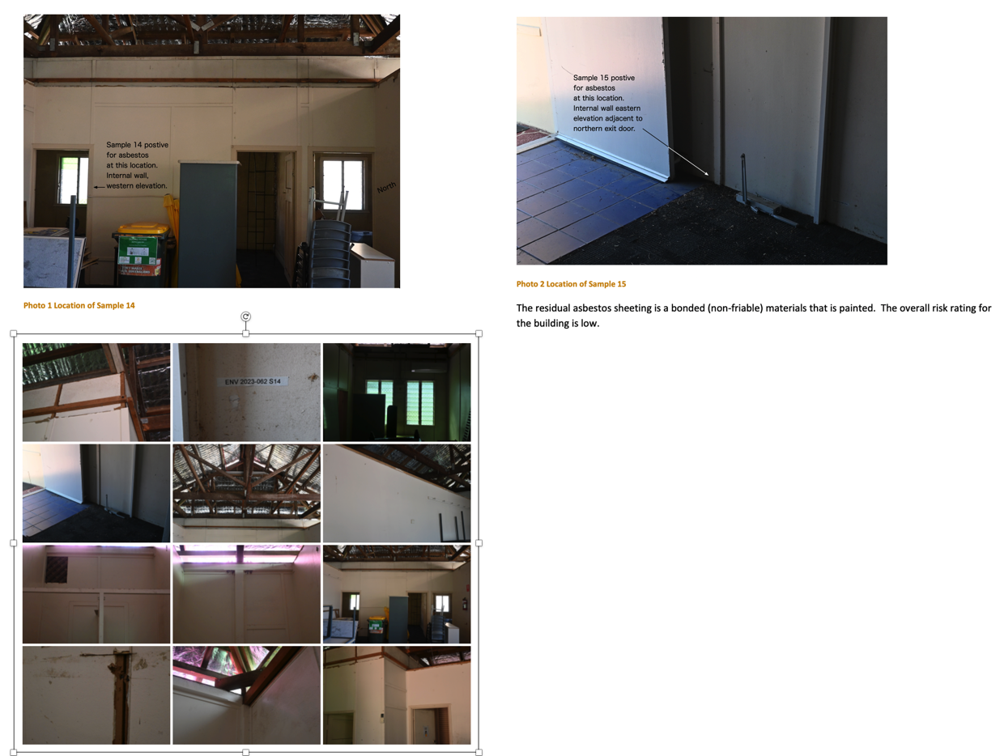 Sample 14 postive
for asbestos
at this location.
Internal wall,
western elevation.
North
Photo 1 Location of Sample 14
ENV 2023-062 S14
Sample 15 postive
for asbestos
at this location.
Internal wall eastern
elevation adjacent to
northern exit door.
Photo 2 Location of Sample 15
The residual asbestos sheeting is a bonded (non-friable) materials that is painted.  The overall risk rating for
the building is low.